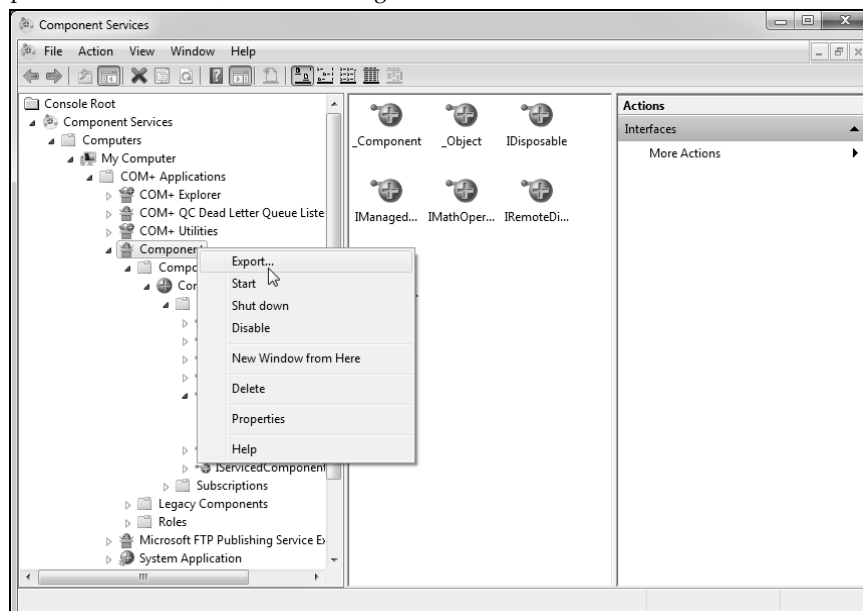 Component Services
File Action View Window Help
Console Root
Component Services
Computers
My Computer
COM+ Applications
COM+ Explorer
COM+ QC Dead Letter Queue Liste
COM+ Utilities
Componen
Compo
Cor
Export...
Start
Shut down
Disable
New Window from Here
Delete
Properties
Help
IServicedComponent
Subscriptions
Legacy Components
Roles
Microsoft FTP Publishing Service Ex
System Application
_Component _Object IDisposable
IManaged... IMathOper... IRemoteDi...
Actions
Interfaces
More Actions